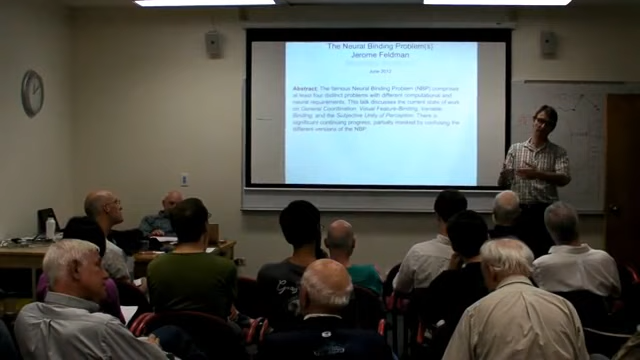 The Neural Binding Problem(s)
Jerome Feldman
June 2012
Abstract: The famous Neural Binding Problem (NBP) comprises
at least four distinct problems with different computational and
neural requirements. This talk discusses the current state of work
on General Coordination, Visual Feature-Binding, Variable
Binding, and the Subjective Unity of Perception. There is
significant continuing progress, partially masked by confusing the
different versions of the NBP.